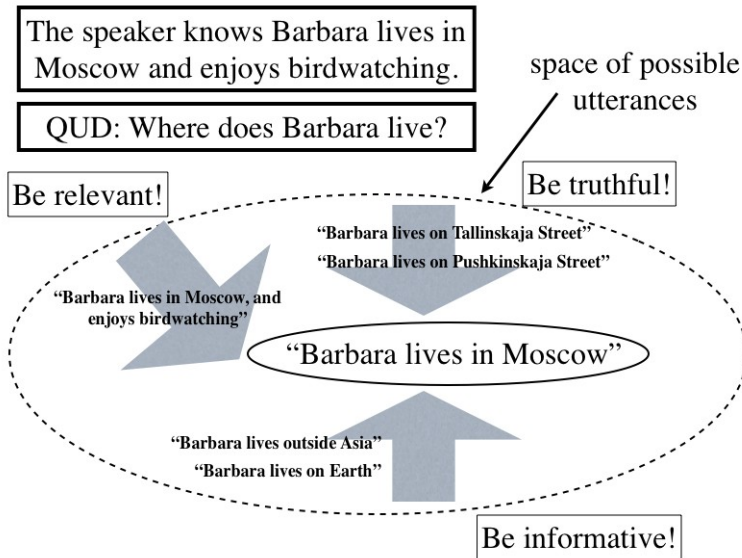 The speaker knows Barbara lives in
Moscow and enjoys birdwatching.
QUD: Where does Barbara live?
space of possible
utterances
Be relevant!
Be truthful!
“Barbara lives on Tallinskaja Street”
“Barbara lives on Pushkinskaja Street”
“Barbara lives in Moscow, and
enjoys birdwatching”
“Barbara lives in Moscow”
“Barbara lives outside Asia”
“Barbara lives on Earth”
Be informative!